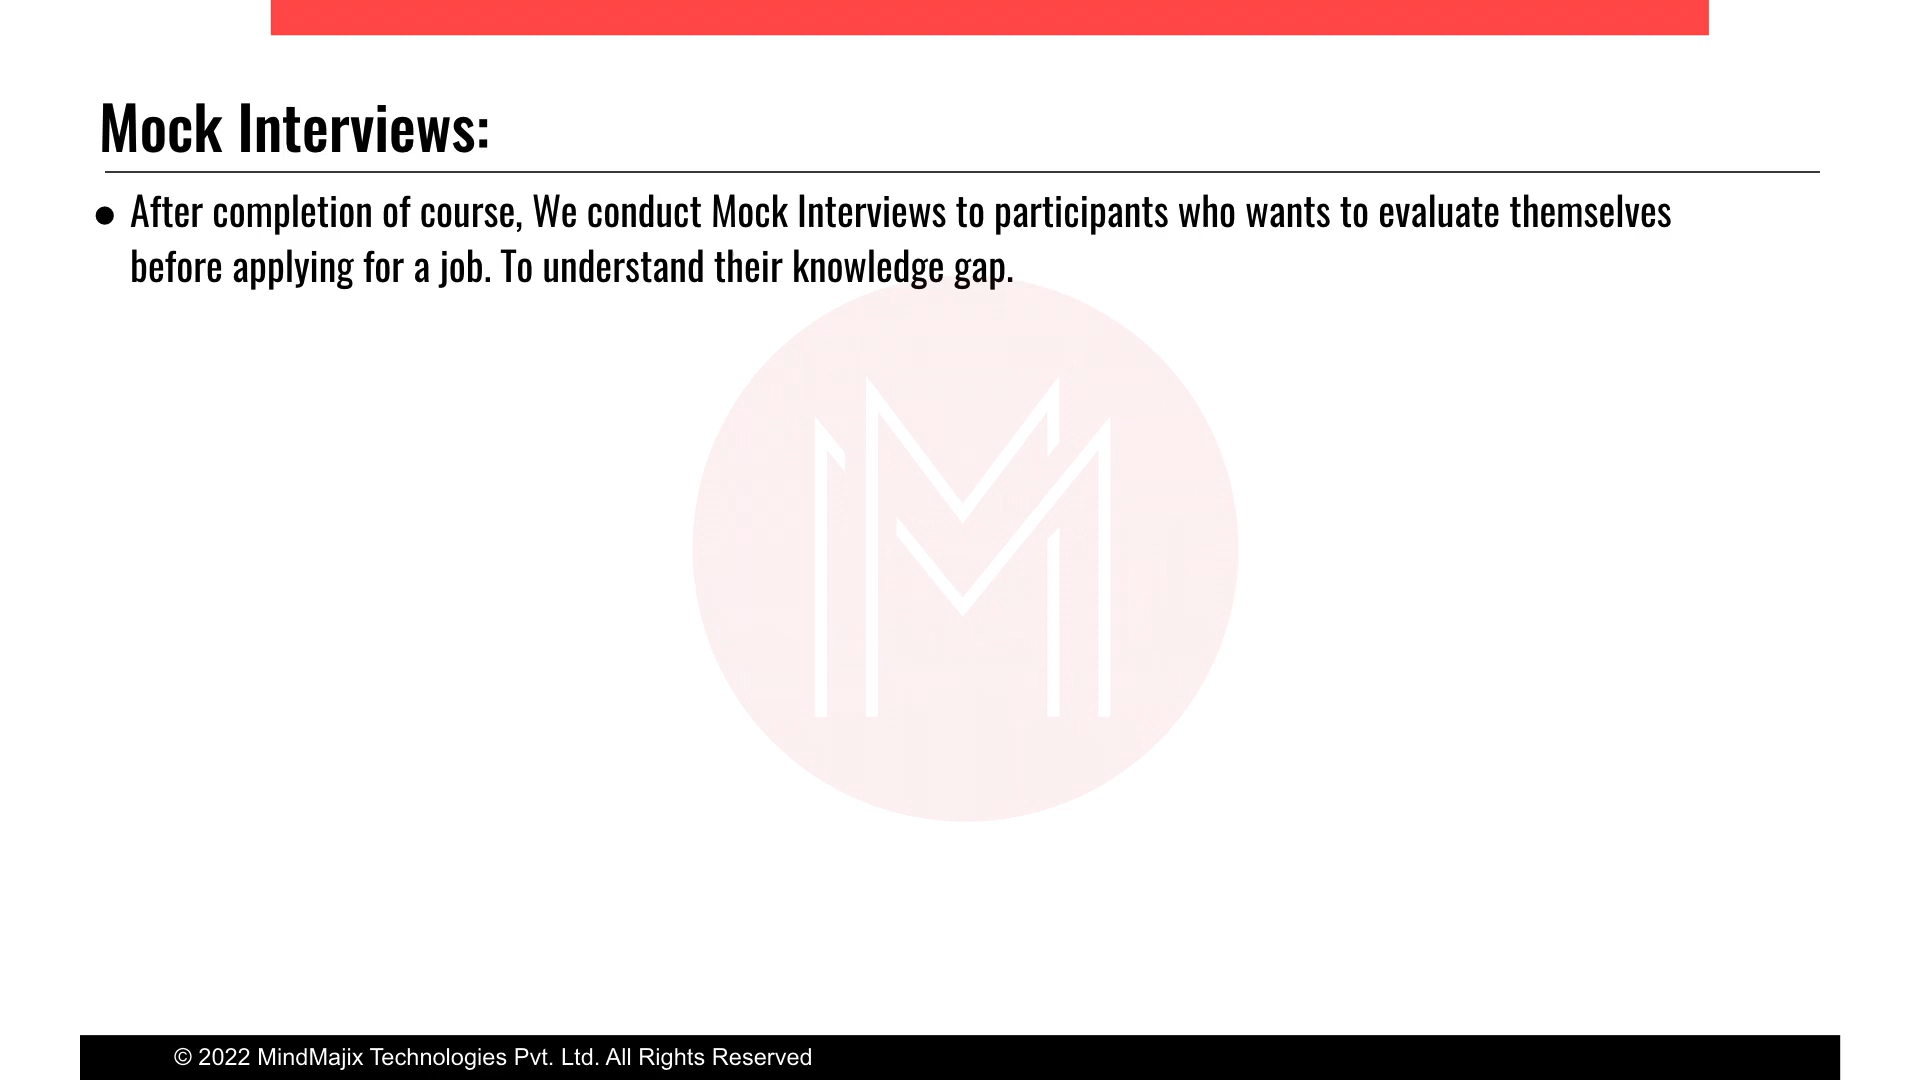 Mock Interviews:
● After completion of course, We conduct Mock Interviews to participants who wants to evaluate themselves
before applying for a job. To understand their knowledge gap.
© 2022 MindMajix Technologies Pvt. Ltd. All Rights Reserved